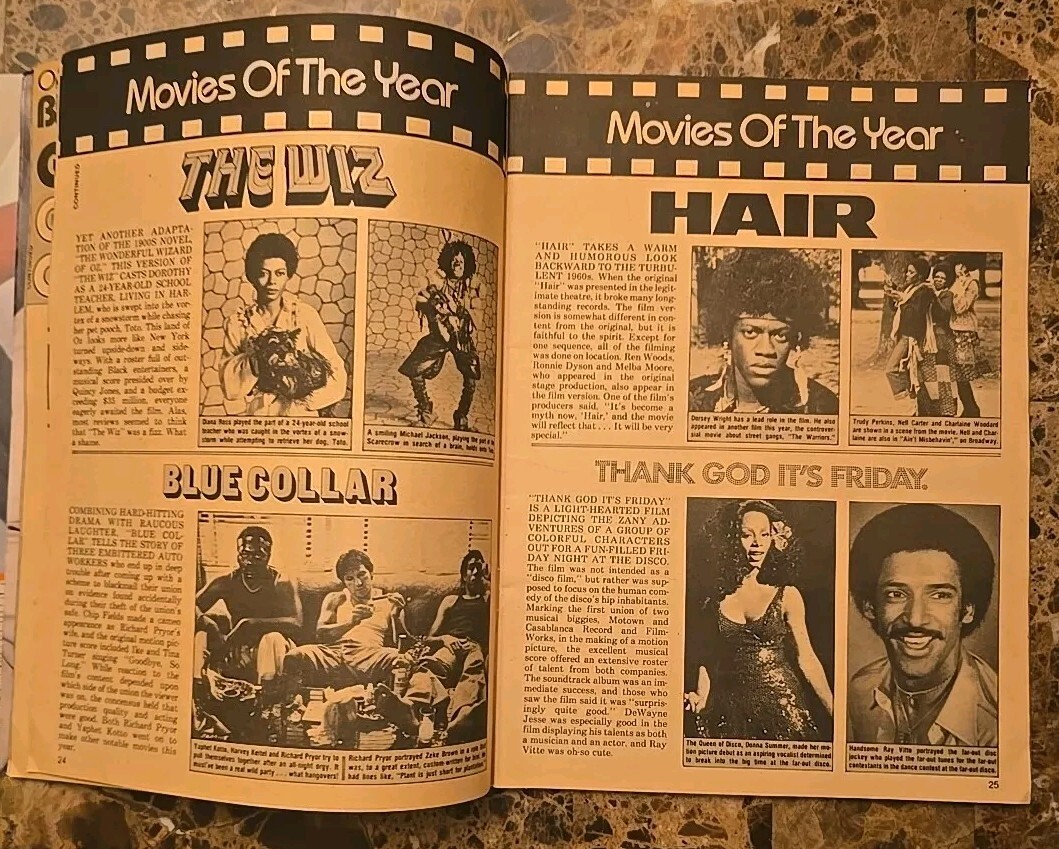 Movies Of The Year
CONTINUED
THE WIZ
YET ANOTHER ADAPTA-
TION OF THE 1900S NOVEL,
"THE WONDERFUL WIZARD
OF OZ," THIS VERSION OF
"THE WIZ" CASTS DOROTHY
AS A 24-YEAR-OLD SCHOOL
TEACHER, LIVING IN HAR-
LEM, who is swept into the vor-
tex of a snowstorm while chasing
her pet pooch, Toto. This land of
Oz looks more like New York
turned upside-down and side-
ways. With a roster full of out-
standing Black entertainers, a
musical score presided over by
Quincy Jones, and a budget ex-
ceeding $35 million, everyone
eagerly awaited the film. Alas,
most reviews seemed to think
that "The Wiz" was a fizz. What
a shame.
Diana Ross played the part of a 24-year-old school
teacher who was caught in the vortex of a snow-
storm while attempting to retrieve her dog, Toto.
A smiling Michael Jackson, playing the part of
Scarecrow in search of a brain, holds onto
BLUE COLLAR
COMBINING HARD-HITTING
DRAMA WITH RAUCOUS
LAUGHTER, "BLUE COL-
LAR" TELLS THE STORY OF
THREE EMBITTERED AUTO
WORKERS who end up in deep
trouble after coming up with a
scheme to blackmail their union
on evidence found accidentally
during their theft of the union's
safe. Chip Fields made a cameo
appearance as Richard Pryor's
wife, and the original motion pic-
ture score included Ike and Tina
Turner singing "Goodbye, So
Long." While reaction to the
film's content depended upon
which side of the union the viewer
was on, the concensus held that
production quality and acting
were good. Both Richard Pryor
and Yaphet Kotto went on to
make other notable movies this
year.
Yaphet Kotto, Harvey Keitel and Richard Pryor try to
pull themselves together after an all-night orgy. It
must've been a real wild party . . . what hangovers!
Richard Pryor portrayed Zeke Brown in a role that
was, to a great extent, custom-written for him. He
had lines like, "Plant is just short for plantation."
24
Movies Of The Year
HAIR
"HAIR" TAKES A WARM
AND HUMOROUS LOOK
BACKWARD TO THE TURBU-
LENT 1960s. When the original
"Hair" was presented in the legit-
imate theatre, it broke many long-
standing records. The film ver-
sion is somewhat different in con-
tent from the original, but it is
faithful to the spirit. Except for
one sequence, all of the filming
was done on location. Ren Woods,
Ronnie Dyson and Melba Moore,
who appeared in the original
stage production, also appear in
the film version. One of the film's
producers said, "It's become a
myth now, 'Hair,' and the movie
will reflect that . . . It will be very
special."
Dorsey Wright has a lead role in the film. He also
appeared in another film this year, the controver-
sial movie about street gangs, "The Warriors."
Trudy Perkins, Nell Carter and Charlaine Woodard
are shown in a scene from the movie. Nell and Char-
laine are also in "Ain't Misbehavin'," on Broadway.
THANK GOD IT'S FRIDAY.
"THANK GOD IT'S FRIDAY"
IS A LIGHT-HEARTED FILM
DEPICTING THE ZANY AD-
VENTURES OF A GROUP OF
COLORFUL CHARACTERS
OUT FOR A FUN-FILLED FRI-
DAY NIGHT AT THE DISCO.
The film was not intended as a
"disco film," but rather was sup-
posed to focus on the human com-
edy of the disco's hip inhabitants.
Marking the first union of two
musical biggies, Motown and
Casablanca Record and Film-
Works, in the making of a motion
picture, the excellent musical
score offered an extensive roster
of talent from both companies.
The soundtrack album was an im-
mediate success, and those who
saw the film said it was "surpris-
ingly quite good." DeWayne
Jesse was especially good in the
film displaying his talents as both
a musician and an actor, and Ray
Vitte was oh-so cute.
The Queen of Disco, Donna Summer, made her mo-
tion picture debut as an aspiring vocalist determined
to break into the big time at the far-out disco.
Handsome Ray Vitte portrayed the far-out disc
jockey who played the far-out tunes for the far-out
contestants in the dance contest at the far-out disco.
25